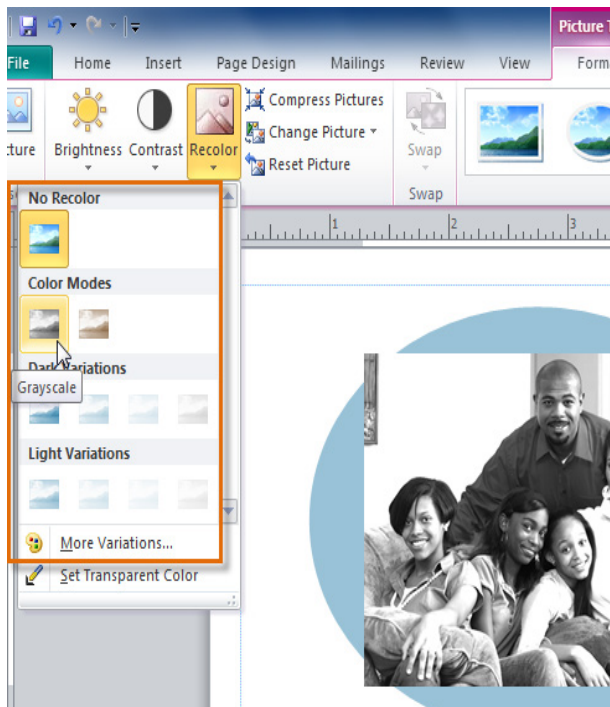 Picture T
File Home Insert Page Design Mailings Review View Form
ture Brightness Contrast Recolor Compress Pictures Swap
Change Picture
Reset Picture
Swap
No Recolor
1 2 3
Color Modes
Dark Variations
Grayscale
Light Variations
More Variations...
Set Transparent Color